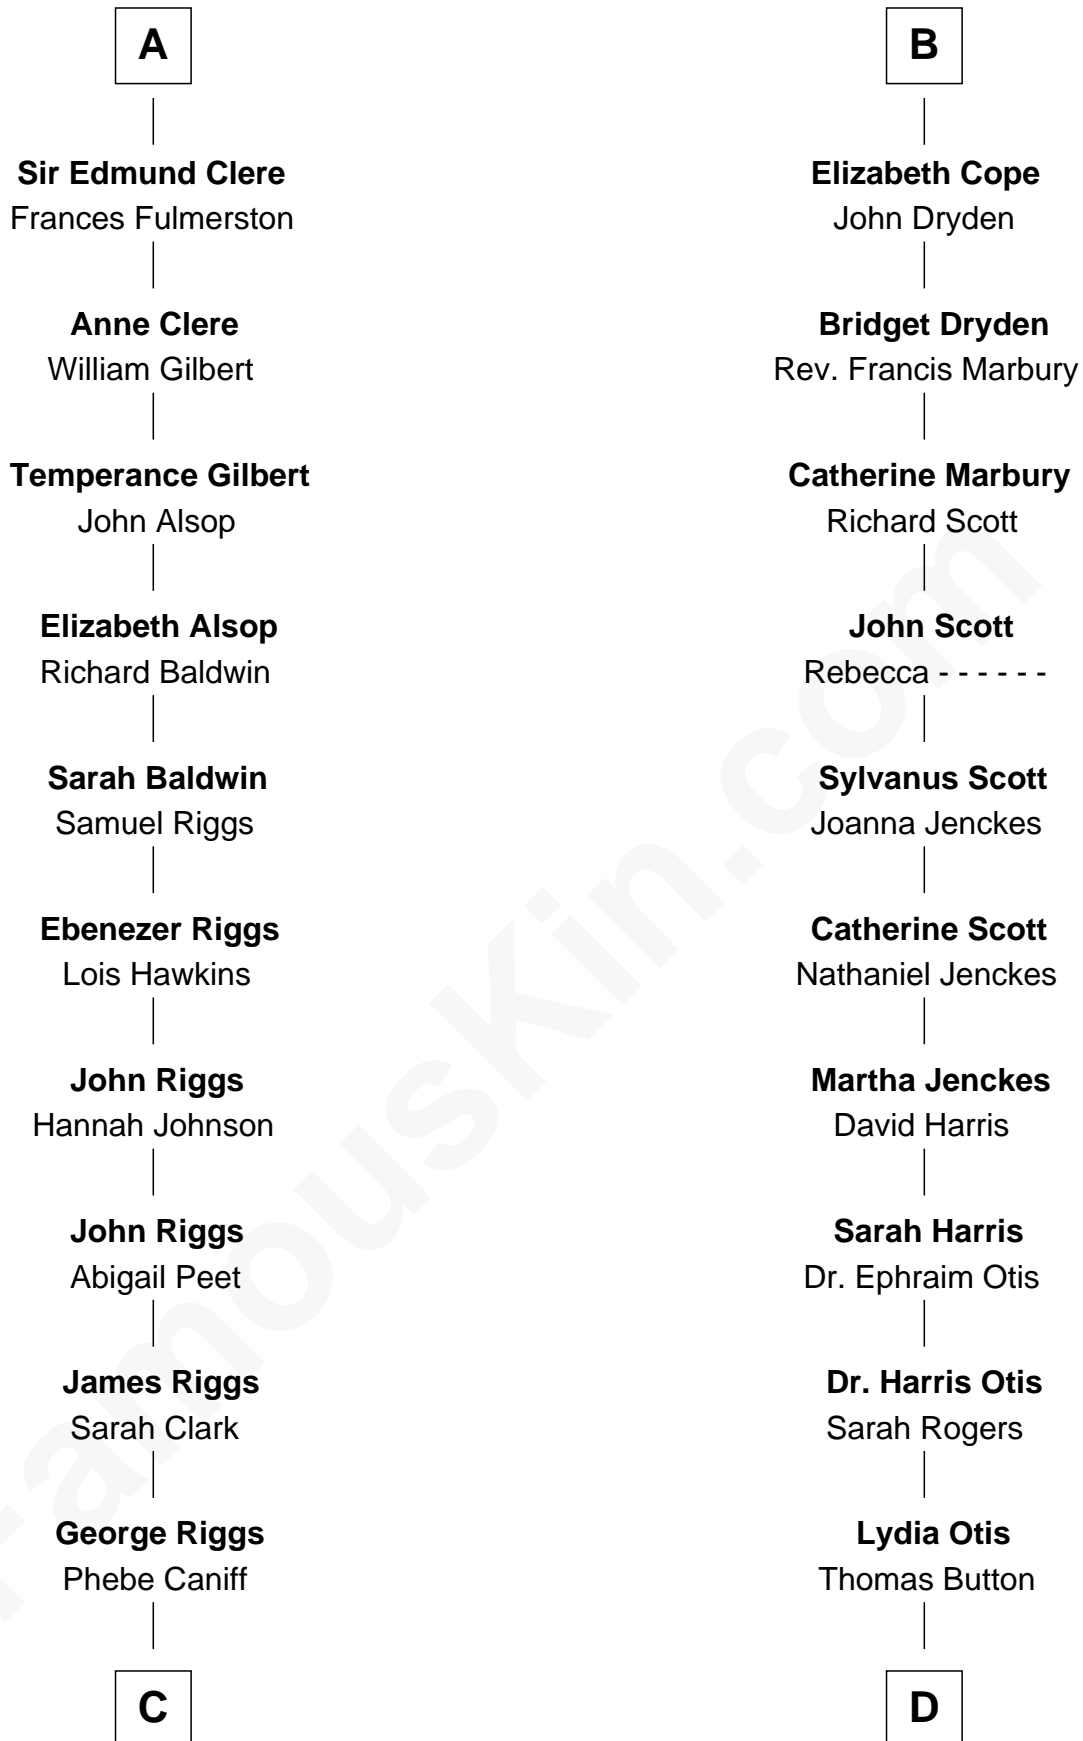 A
Sir Edmund Clere
Frances Fulmerston
Anne Clere
William Gilbert
Temperance Gilbert
John Alsop
Elizabeth Alsop
Richard Baldwin
Sarah Baldwin
Samuel Riggs
Ebenezer Riggs
Lois Hawkins
John Riggs
Hannah Johnson
John Riggs
Abigail Peet
James Riggs
Sarah Clark
George Riggs
Phebe Caniff
C
B
Elizabeth Cope
John Dryden
Bridget Dryden
Rev. Francis Marbury
Catherine Marbury
Richard Scott
John Scott
Rebecca - - - - - -
Sylvanus Scott
Joanna Jenckes
Catherine Scott
Nathaniel Jenckes
Martha Jenckes
David Harris
Sarah Harris
Dr. Ephraim Otis
Dr. Harris Otis
Sarah Rogers
Lydia Otis
Thomas Button
D
FamousKin.com